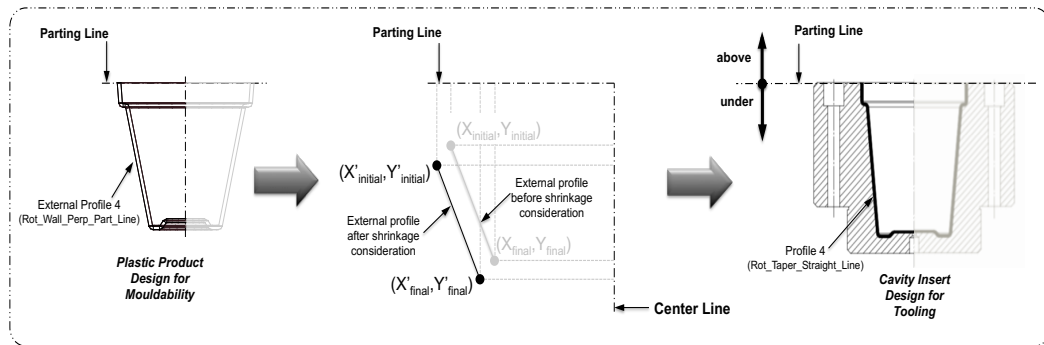 Parting Line
External Profile 4
(Rot_Wall_Perp_Part_Line)
Plastic Product
Design for
Mouldability
Parting Line
(Xinitial,Yinitial)
(X'initial,Y'initial)
External profile
before shrinkage
consideration
External profile
after shrinkage
consideration
(Xfinal,Yfinal)
(X'final,Y'final)
Center Line
above
under
Parting Line
Profile 4
(Rot_Taper_Straight_Line)
Cavity Insert
Design for
Tooling